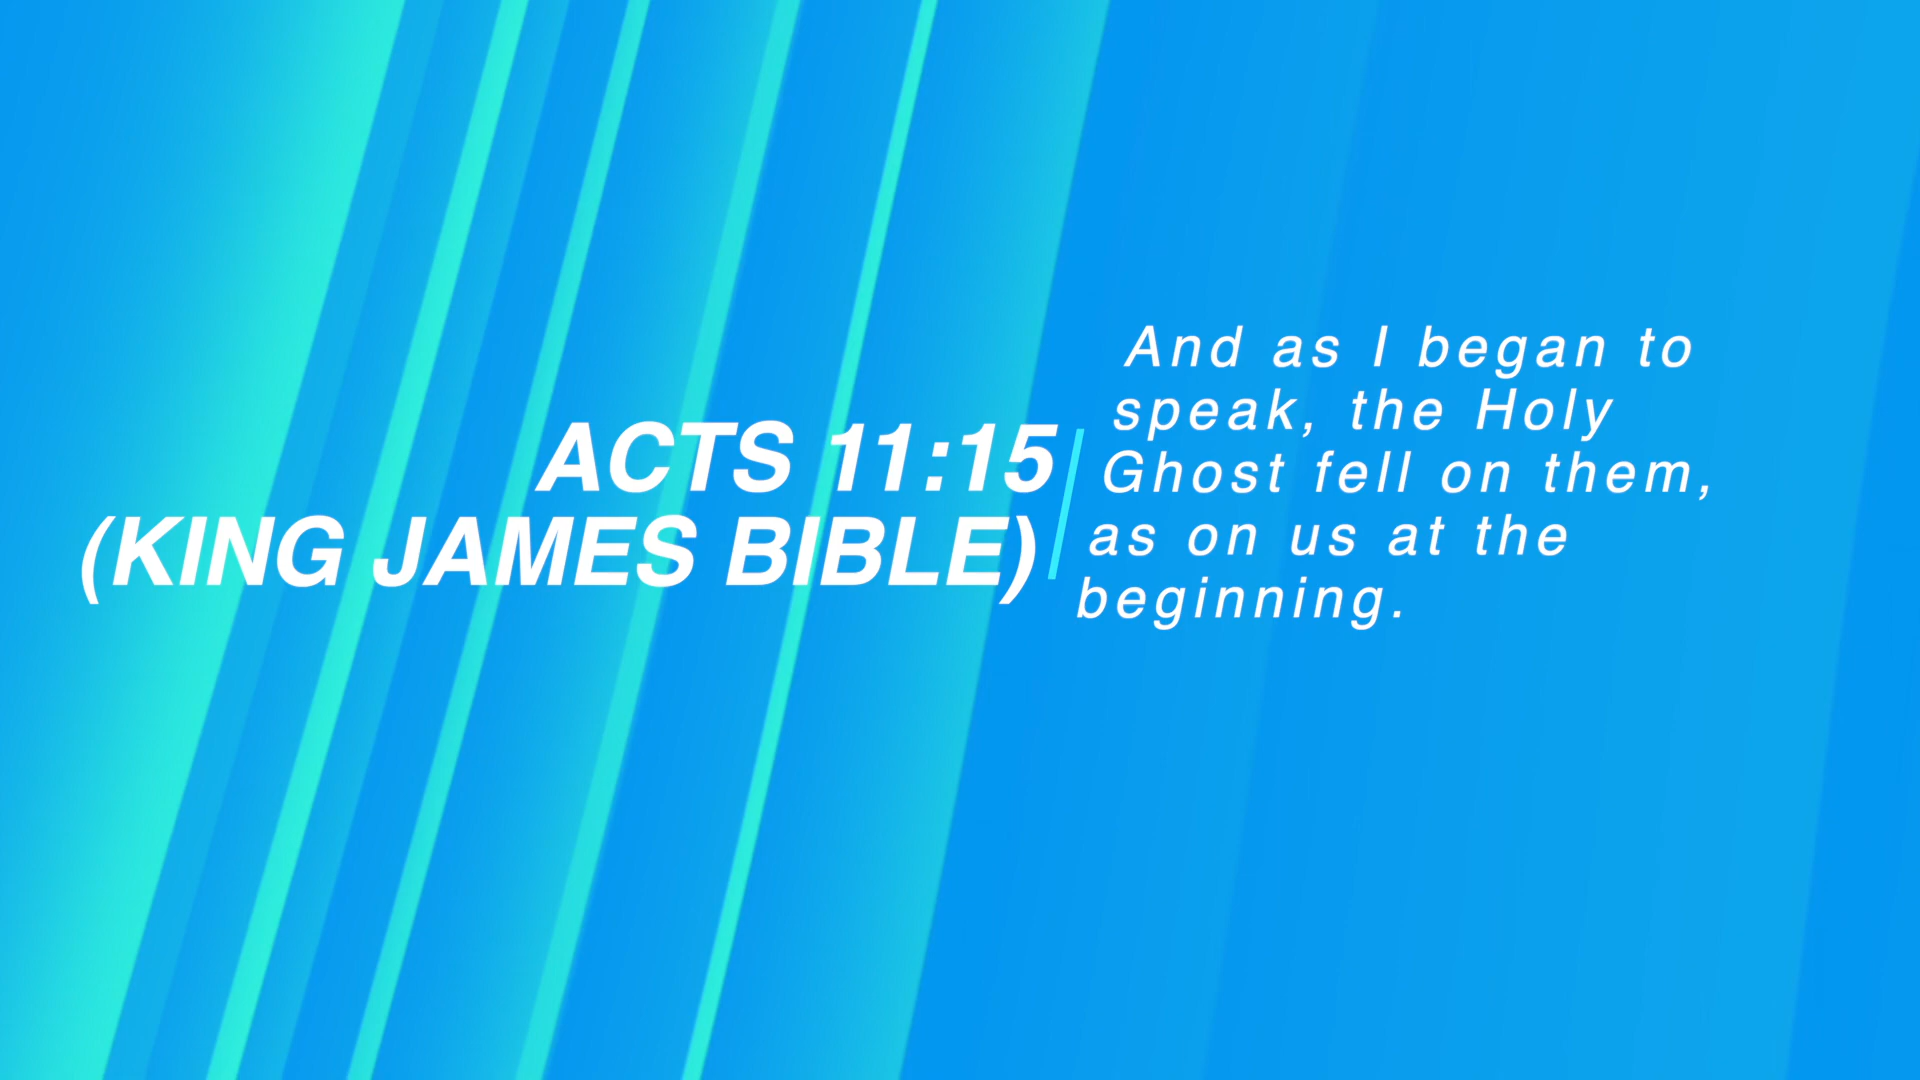 ACTS 11:15
(KING JAMES BIBLE)
And as I began to
speak, the Holy
Ghost fell on them,
as on us at the
beginning.